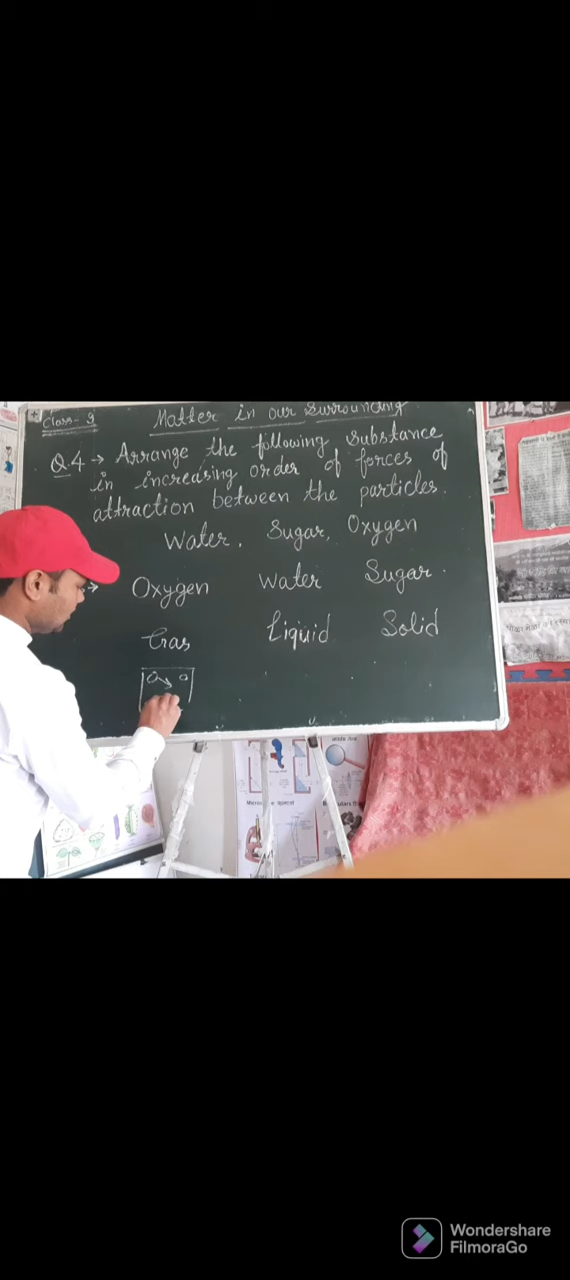 Class- 9
Matter in our Surrounding
Q.4 → Arrange the following substance
in increasing order of forces of
attraction between the particles.
Water, Sugar, Oxygen
→ Oxygen Water Sugar.
Gas Liquid Solid
Wondershare
FilmoraGo